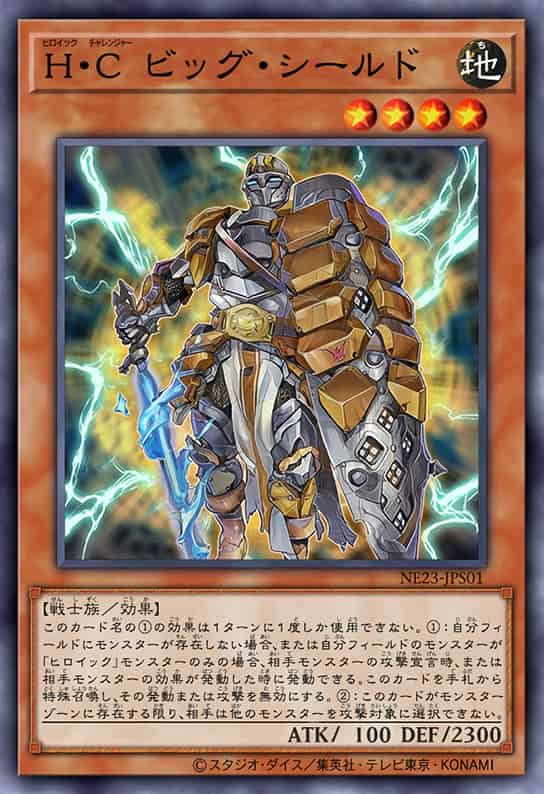 ヒロイック チャレンジャー
H・C ビッグ・シールド
ち
地
せんしぞく こうか
【戦士族/効果】
このカード名の①の効果は1ターンに1度しか使用できない。①:自分フィ
ールドにモンスターが存在しない場合、または自分フィールドのモンスターが
「ヒロイック」モンスターのみの場合、相手モンスターの攻撃宣言時、または
相手モンスターの効果が発動した時に発動できる。このカードを手札から
特殊召喚し、その発動または攻撃を無効にする。②:このカードがモンスター
ゾーンに存在する限り、相手は他のモンスターを攻撃対象に選択できない。
ATK/ 100 DEF/2300
NE23-JPS01
©スタジオ・ダイス/集英社・テレビ東京・KONAMI